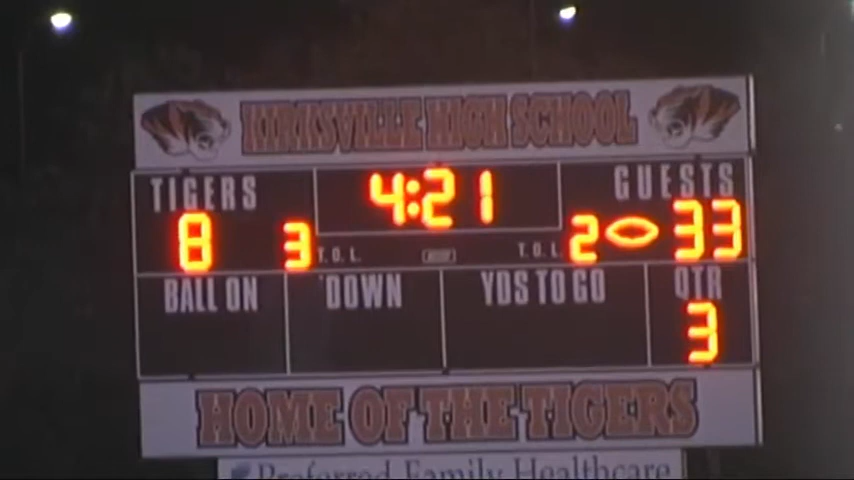 KIRKSVILLE HIGH SCHOOL
TIGERS 4:21 GUESTS
8 3 T.O.L. T.O.L. 2 33
BALL ON DOWN YDS TO GO QTR
3
HOME OF THE TIGERS
Preferred Family Healthcare